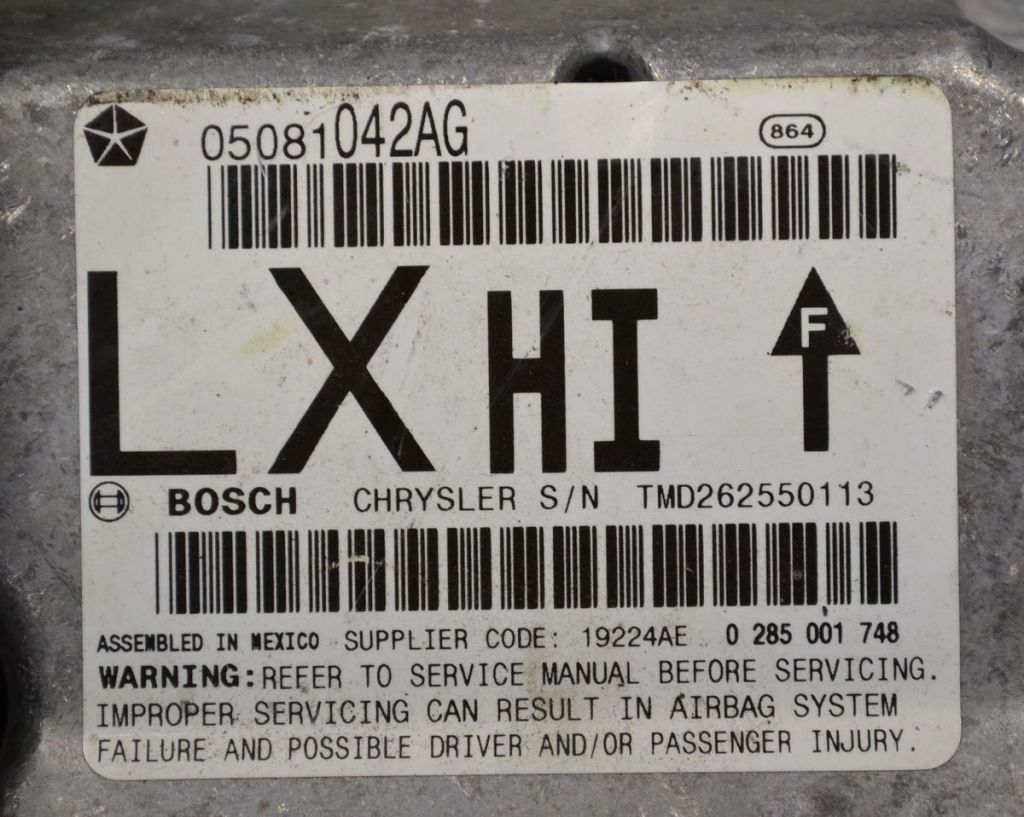 05081042AG 864
LX HI F
BOSCH CHRYSLER S/N TMD262550113
ASSEMBLED IN MEXICO SUPPLIER CODE: 19224AE 0 285 001 748
WARNING: REFER TO SERVICE MANUAL BEFORE SERVICING.
IMPROPER SERVICING CAN RESULT IN AIRBAG SYSTEM
FAILURE AND POSSIBLE DRIVER AND/OR PASSENGER INJURY.